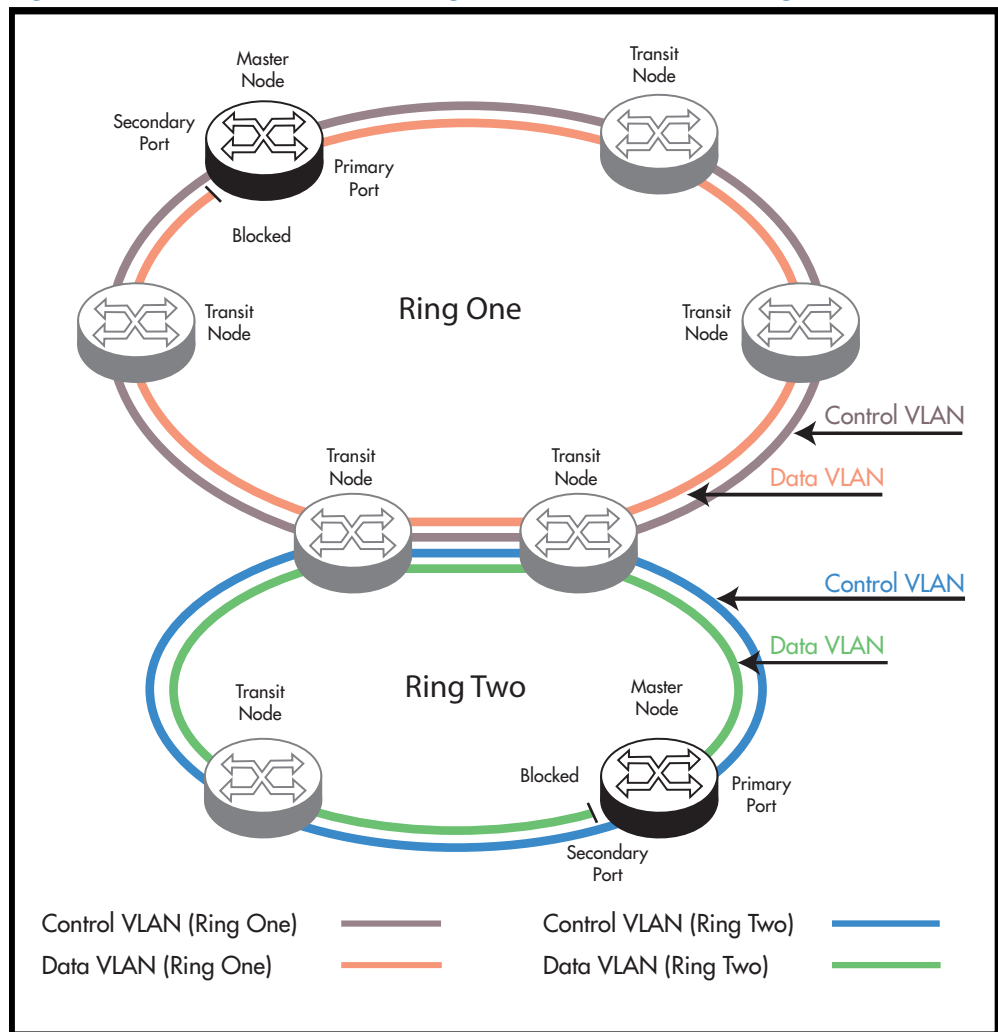 Master
Node
Transit
Node
Secondary
Port
Primary
Port
Blocked
Transit
Node
Ring One
Transit
Node
Control VLAN
Transit
Node
Transit
Node
Data VLAN
Control VLAN
Data VLAN
Ring Two
Transit
Node
Master
Node
Blocked
Primary
Port
Secondary
Port
Control VLAN (Ring One)
Control VLAN (Ring Two)
Data VLAN (Ring One)
Data VLAN (Ring Two)